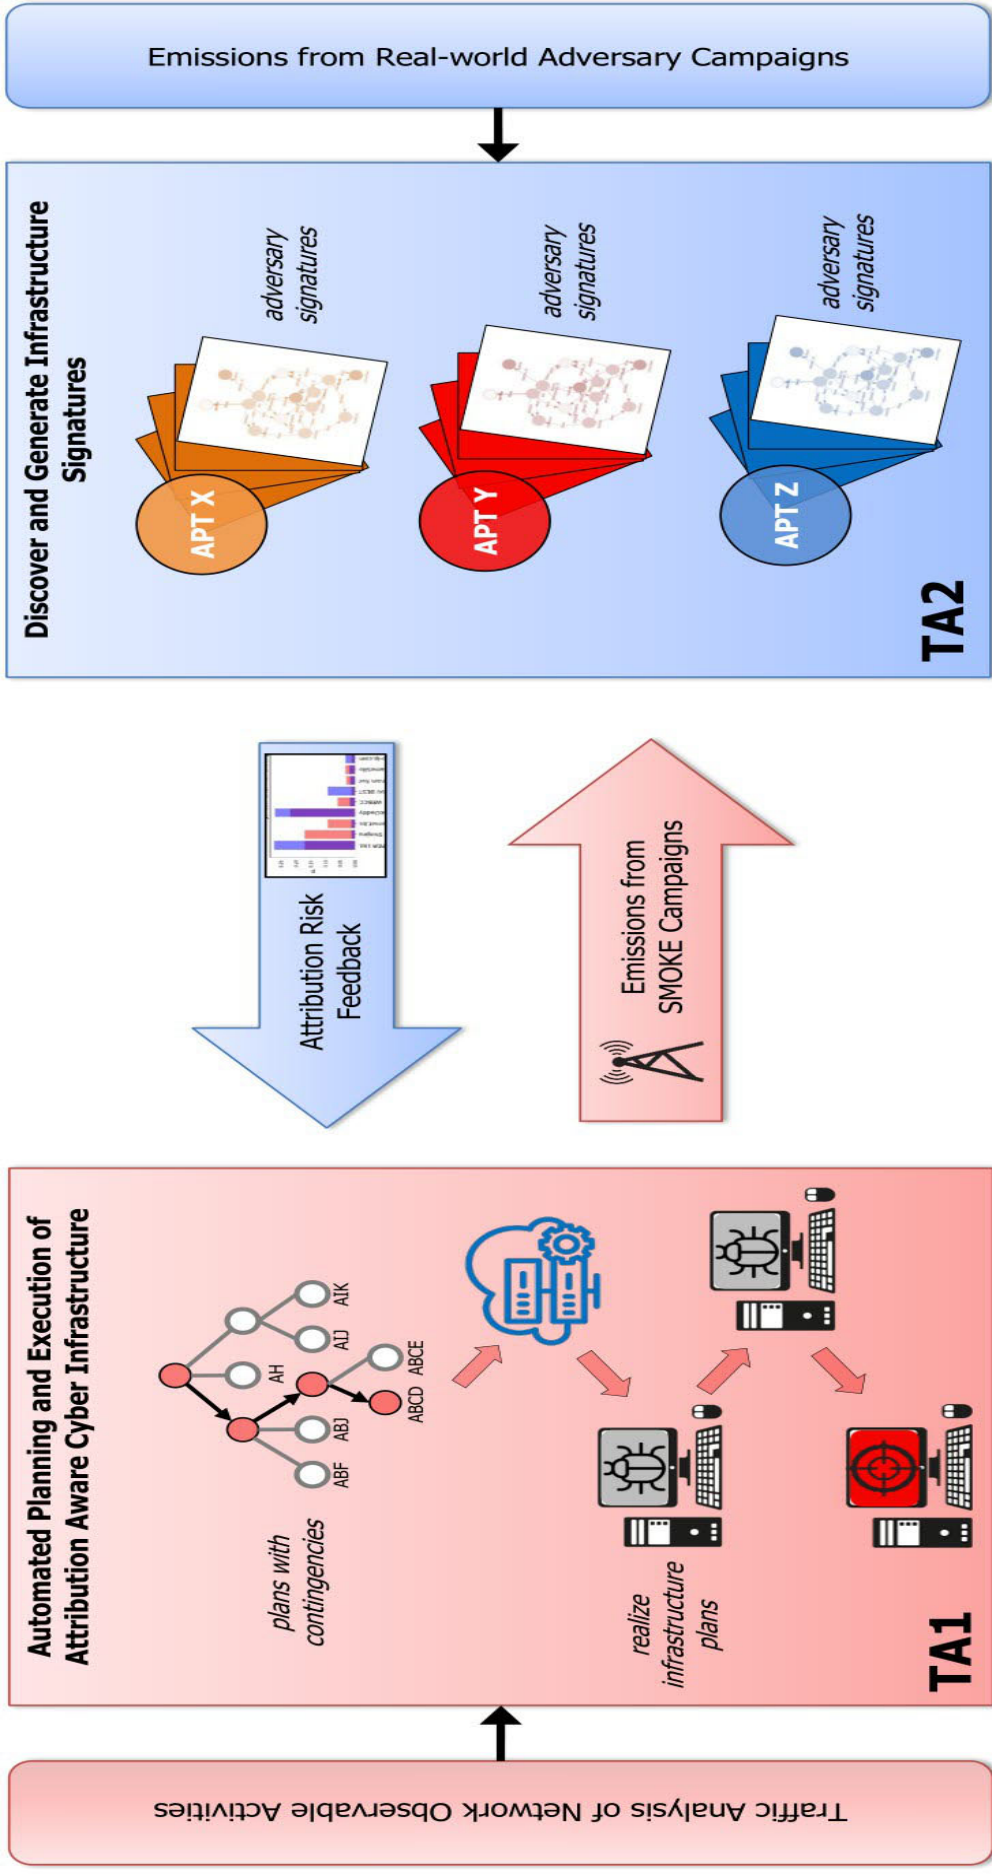 Traffic Analysis of Network Observable Activities
Automated Planning and Execution of
Attribution Aware Cyber Infrastructure
plans with
contingencies
ABF
ABJ
AH
AIJ
AIK
ABCD
ABCE
realize
infrastructure
plans
TA1
Attribution Risk
Feedback
Emissions from
SMOKE Campaigns
Discover and Generate Infrastructure
Signatures
APT X
adversary
signatures
APT Y
adversary
signatures
APT Z
adversary
signatures
TA2
Emissions from Real-world Adversary Campaigns